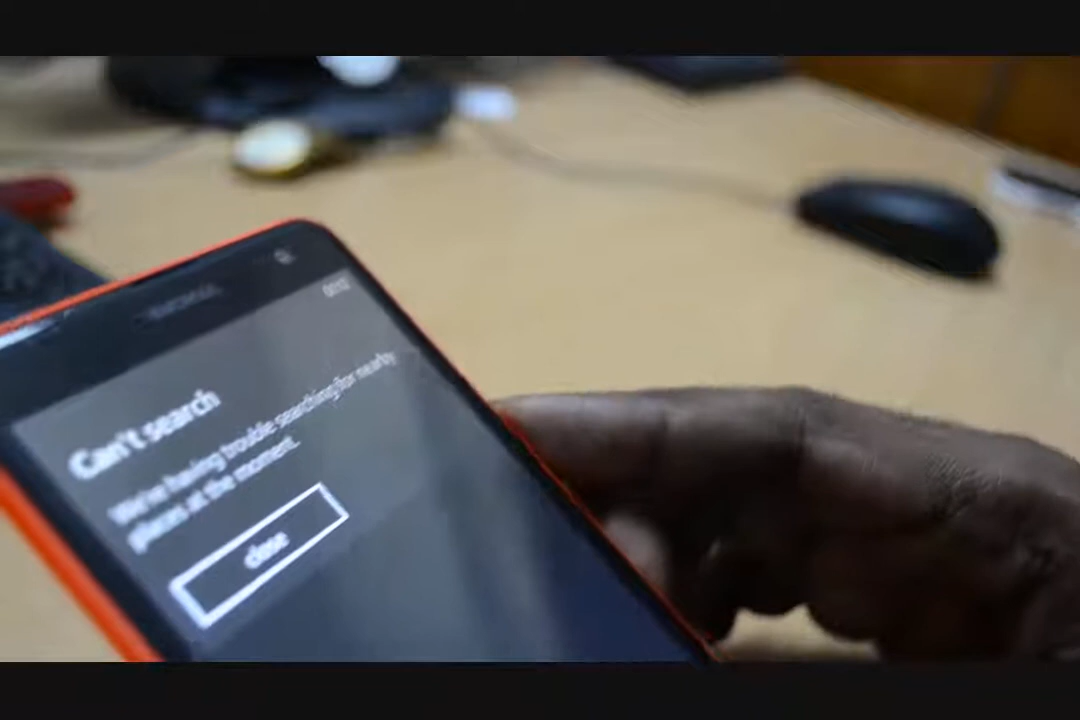 Can't search
We're having trouble searching for nearby
places at the moment.
close